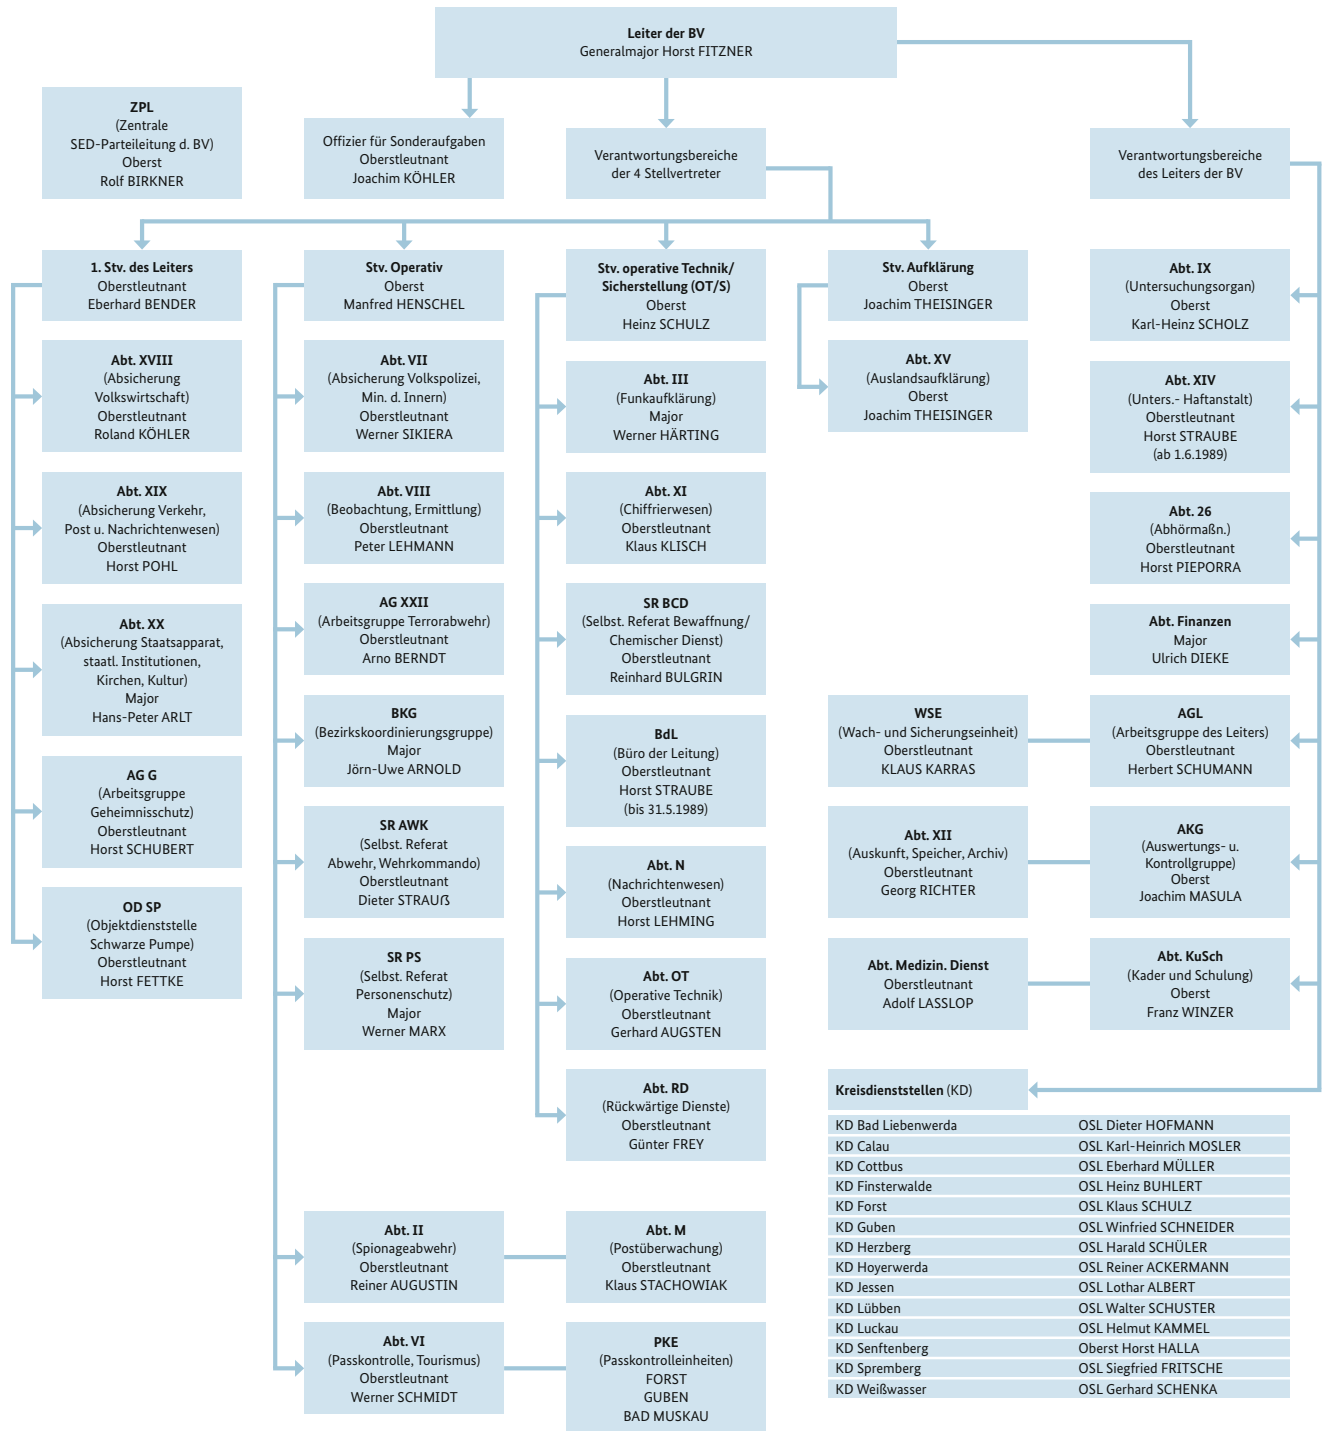 Leiter der BV
Generalmajor Horst FITZNER
ZPL
(Zentrale
SED-Parteileitung d. BV)
Oberst
Rolf BIRKNER
Offizier für Sonderaufgaben
Oberstleutnant
Joachim KÖHLER
Verantwortungsbereiche
der 4 Stellvertreter
Verantwortungsbereiche
des Leiters der BV
1. Stv. des Leiters
Oberstleutnant
Eberhard BENDER
Abt. XVIII
(Absicherung
Volkswirtschaft)
Oberstleutnant
Roland KÖHLER
Abt. XIX
(Absicherung Verkehr,
Post u. Nachrichtenwesen)
Oberstleutnant
Horst POHL
Abt. XX
(Absicherung Staatsapparat,
staatl. Institutionen,
Kirchen, Kultur)
Major
Hans-Peter ARLT
AG G
(Arbeitsgruppe
Geheimnisschutz)
Oberstleutnant
Horst SCHUBERT
OD SP
(Objektdienststelle
Schwarze Pumpe)
Oberstleutnant
Horst FETTKE
Stv. Operativ
Oberst
Manfred HENSCHEL
Abt. VII
(Absicherung Volkspolizei,
Min. d. Innern)
Oberstleutnant
Werner SIKIERA
Abt. VIII
(Beobachtung, Ermittlung)
Oberstleutnant
Peter LEHMANN
AG XXII
(Arbeitsgruppe Terrorabwehr)
Oberstleutnant
Arno BERNDT
BKG
(Bezirkskoordinierungsgruppe)
Major
Jörn-Uwe ARNOLD
SR AWK
(Selbst. Referat
Abwehr, Wehrkommando)
Oberstleutnant
Dieter STRAUß
SR PS
(Selbst. Referat
Personenschutz)
Major
Werner MARX
Abt. II
(Spionageabwehr)
Oberstleutnant
Reiner AUGUSTIN
Abt. VI
(Passkontrolle, Tourismus)
Oberstleutnant
Werner SCHMIDT
Stv. operative Technik/
Sicherstellung (OT/S)
Oberst
Heinz SCHULZ
Abt. III
(Funkaufklärung)
Major
Werner HÄRTING
Abt. XI
(Chiffrierwesen)
Oberstleutnant
Klaus KLISCH
SR BCD
(Selbst. Referat Bewaffnung/
Chemischer Dienst)
Oberstleutnant
Reinhard BULGRIN
BdL
(Büro der Leitung)
Oberstleutnant
Horst STRAUBE
(bis 31.5.1989)
Abt. N
(Nachrichtenwesen)
Oberstleutnant
Horst LEHMING
Abt. OT
(Operative Technik)
Oberstleutnant
Gerhard AUGSTEN
Abt. RD
(Rückwärtige Dienste)
Oberstleutnant
Günter FREY
Abt. M
(Postüberwachung)
Oberstleutnant
Klaus STACHOWIAK
PKE
(Passkontrolleinheiten)
FORST
GUBEN
BAD MUSKAU
Stv. Aufklärung
Oberst
Joachim THEISINGER
Abt. XV
(Auslandsaufklärung)
Oberst
Joachim THEISINGER
Abt. IX
(Untersuchungsorgan)
Oberst
Karl-Heinz SCHOLZ
Abt. XIV
(Unters.- Haftanstalt)
Oberstleutnant
Horst STRAUBE
(ab 1.6.1989)
Abt. 26
(Abhörmaßn.)
Oberstleutnant
Horst PIEPORRA
Abt. Finanzen
Major
Ulrich DIEKE
WSE
(Wach- und Sicherungseinheit)
Oberstleutnant
KLAUS KARRAS
AGL
(Arbeitsgruppe des Leiters)
Oberstleutnant
Herbert SCHUMANN
Abt. XII
(Auskunft, Speicher, Archiv)
Oberstleutnant
Georg RICHTER
AKG
(Auswertungs- u.
Kontrollgruppe)
Oberst
Joachim MASULA
Abt. Medizin. Dienst
Oberstleutnant
Adolf LASSLOP
Abt. KuSch
(Kader und Schulung)
Oberst
Franz WINZER
Kreisdienststellen (KD)
KD Bad Liebenwerda OSL Dieter HOFMANN
KD Calau OSL Karl-Heinrich MOSLER
KD Cottbus OSL Eberhard MÜLLER
KD Finsterwalde OSL Heinz BUHLERT
KD Forst OSL Klaus SCHULZ
KD Guben OSL Winfried SCHNEIDER
KD Herzberg OSL Harald SCHÜLER
KD Hoyerwerda OSL Reiner ACKERMANN
KD Jessen OSL Lothar ALBERT
KD Lübben OSL Walter SCHUSTER
KD Luckau OSL Helmut KAMMEL
KD Senftenberg Oberst Horst HALLA
KD Spremberg OSL Siegfried FRITSCHE
KD Weißwasser OSL Gerhard SCHENKA